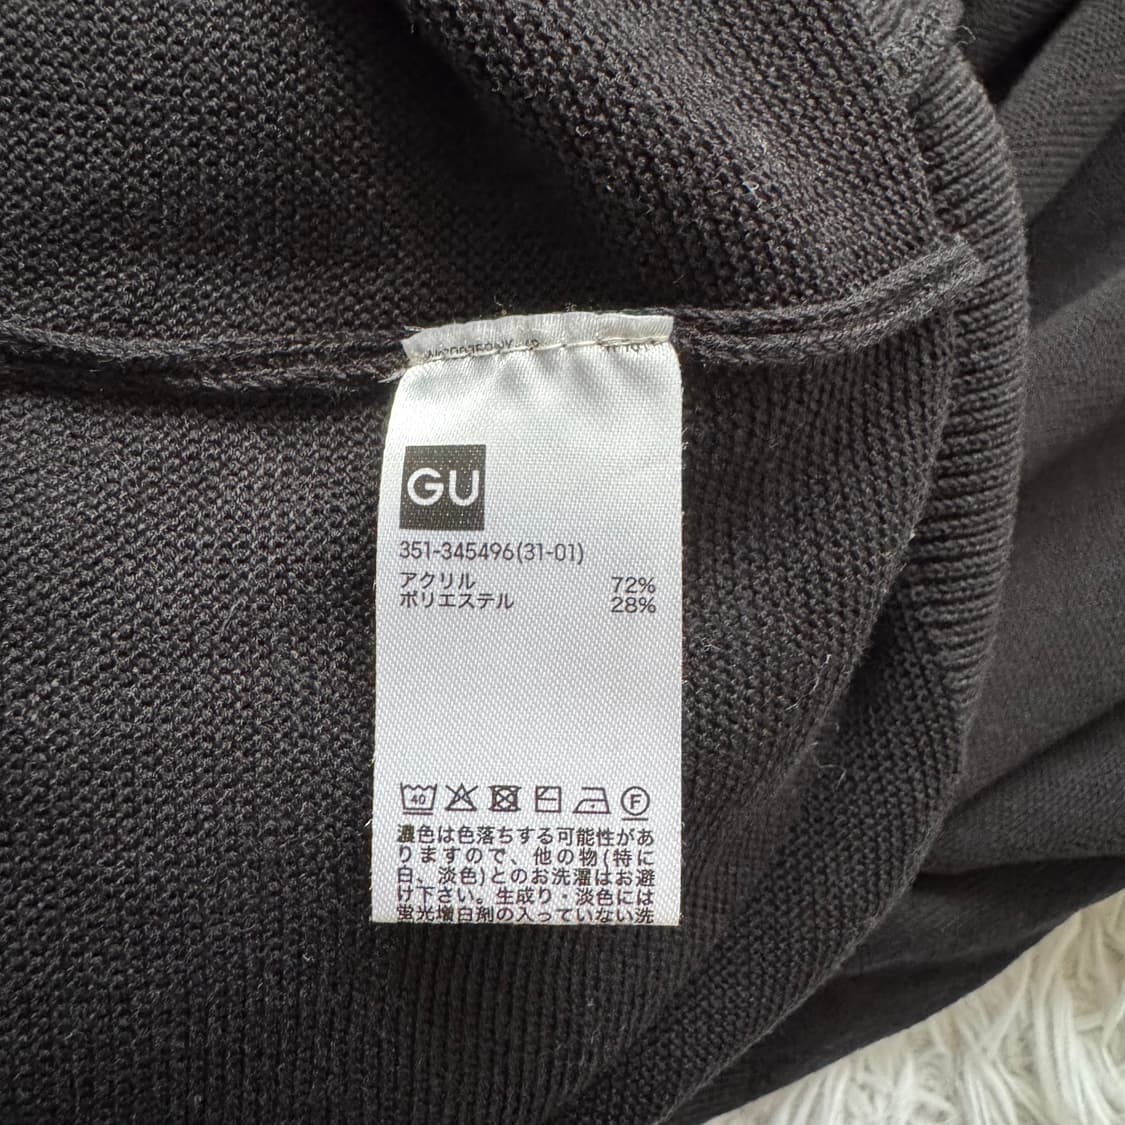 GU
351-345496(31-01)
アクリル 72%
ポリエステル 28%
40
F
濃色は色落ちする可能性があ
りますので、他の物(特に
白、淡色)とのお洗濯はお避
け下さい。生成り・淡色には
蛍光増白剤の入っていない洗